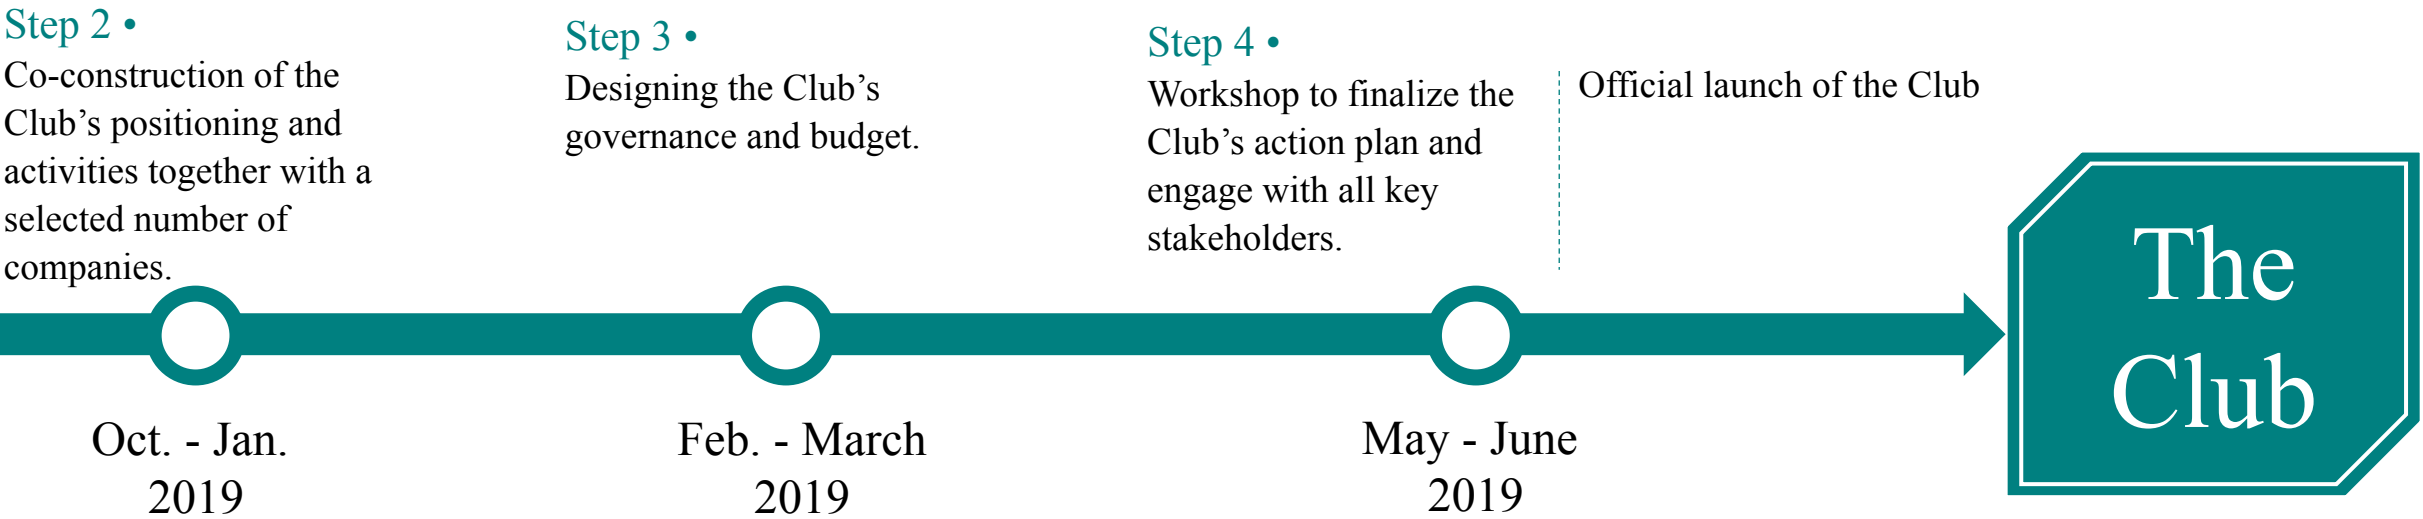 Step 2 •
Co-construction of the
Club’s positioning and
activities together with a
selected number of
companies.
Step 3 •
Designing the Club’s
governance and budget.
Step 4 •
Workshop to finalize the
Club’s action plan and
engage with all key
stakeholders.
Official launch of the Club
The
Club
Oct. - Jan.
2019
Feb. - March
2019
May - June
2019